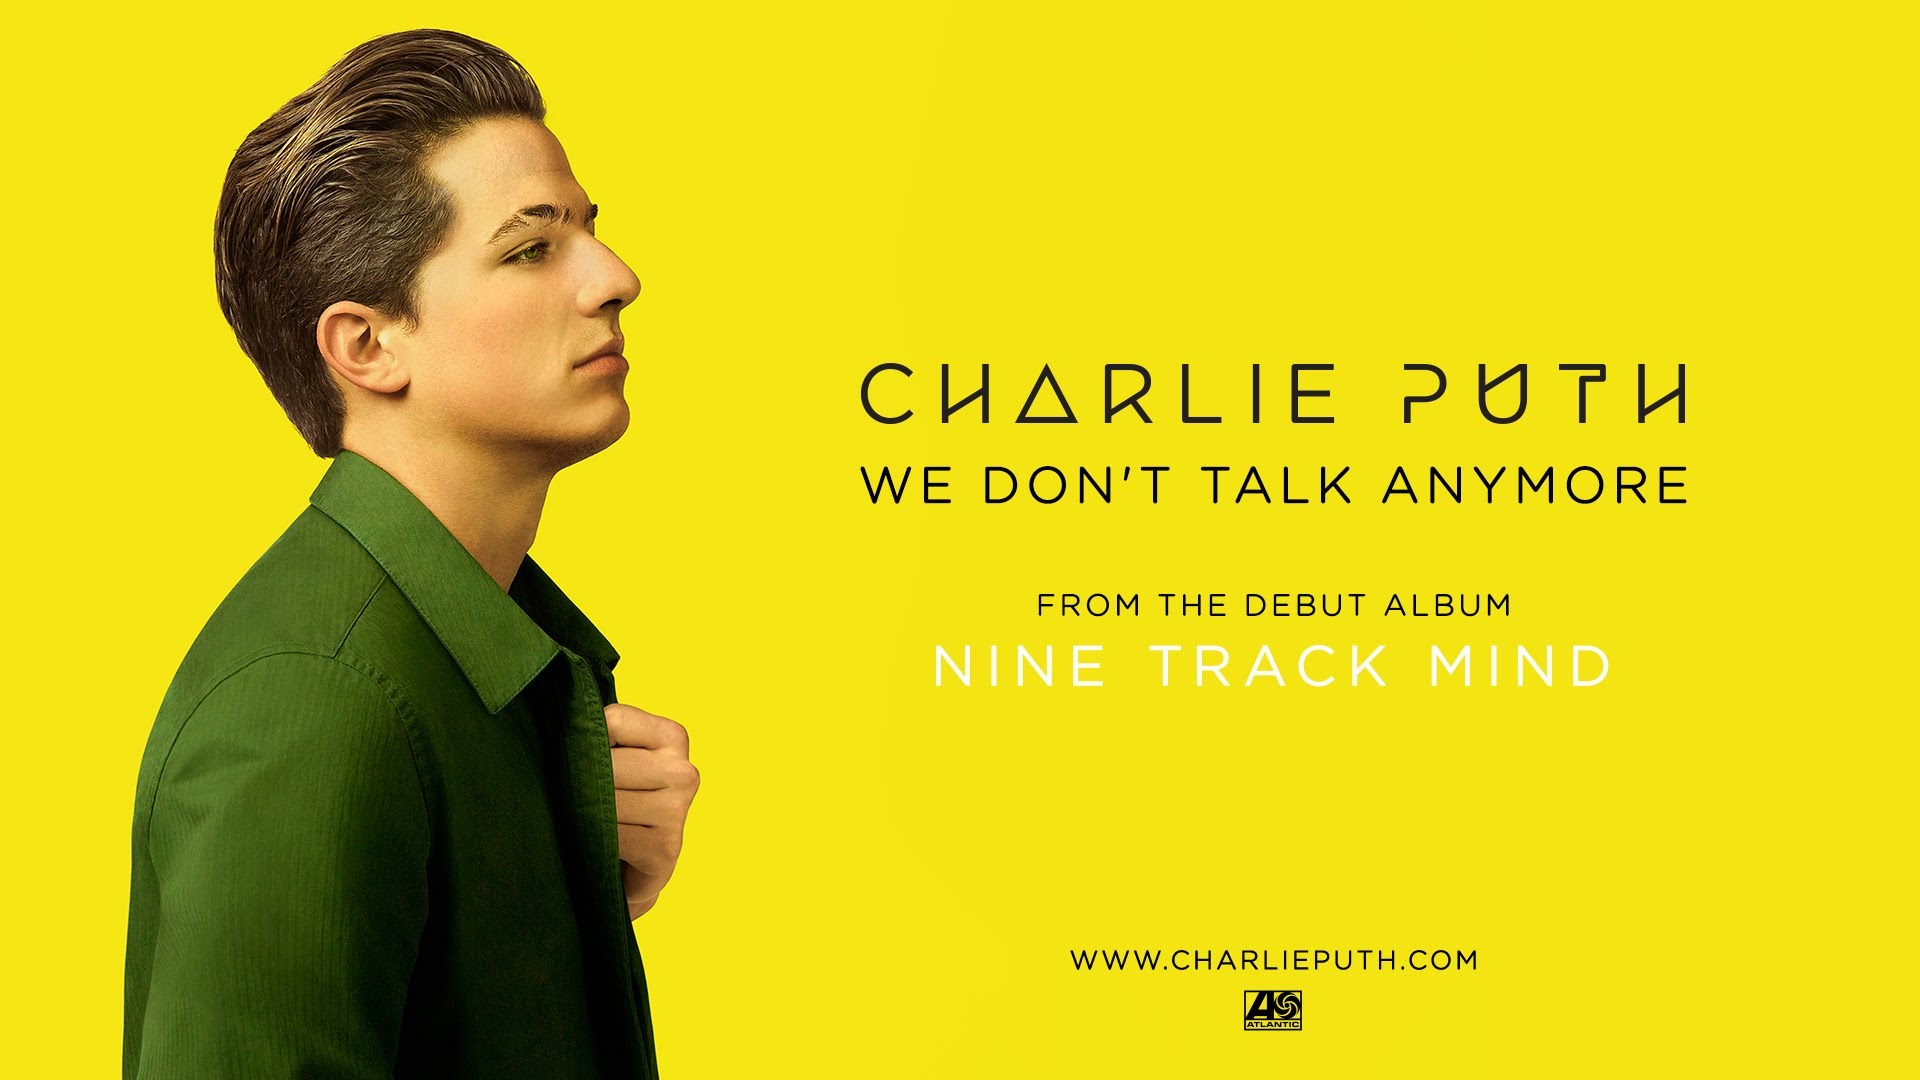 CHARLIE PUTH
WE DON'T TALK ANYMORE
FROM THE DEBUT ALBUM
NINE TRACK MIND
WWW.CHARLIEPUTH.COM
ATLANTIC